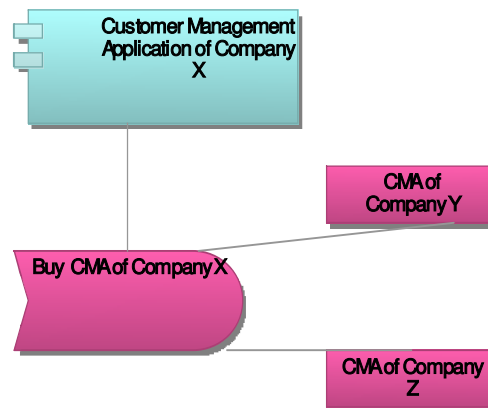 Customer Management
Application of Company
X
CMA of
Company Y
Buy CMA of Company X
CMA of Company
Z